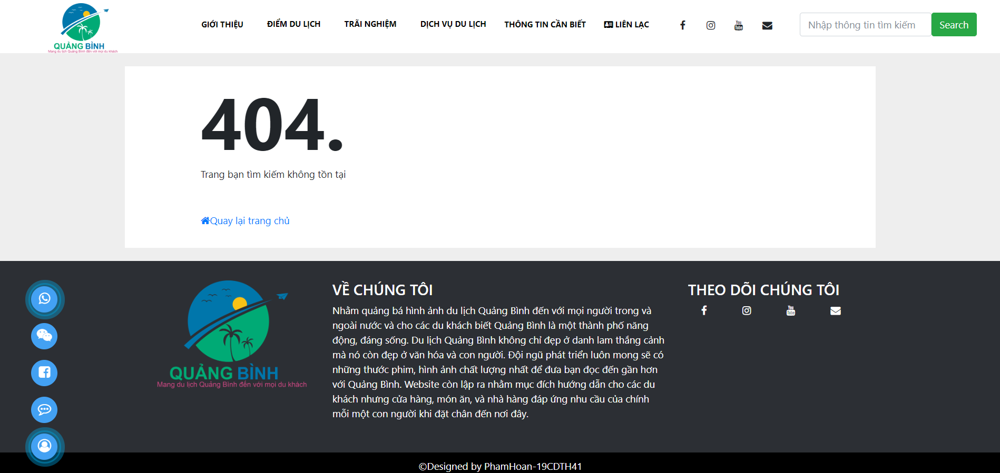 QUẢNG BÌNH
Mang du lịch Quảng Bình đến với mọi du khách
GIỚI THIỆU
ĐIỂM DU LỊCH
TRÃI NGHIỆM
DỊCH VỤ DU LỊCH
THÔNG TIN CẦN BIẾT
LIÊN LẠC
You Tube
Nhập thông tin tìm kiếm
Search
404.
Trang bạn tìm kiếm không tồn tại
Quay lại trang chủ
QUẢNG BÌNH
Mang du lịch Quảng Bình đến với mọi du khách
VỀ CHÚNG TÔI
Nhằm quảng bá hình ảnh du lịch Quảng Bình đến với mọi người trong và
ngoài nước và cho các du khách biết Quảng Bình là một thành phố năng
động, đáng sống. Du lịch Quảng Bình không chỉ đẹp ở danh lam thắng cảnh
mà nó còn đẹp ở văn hóa và con người. Đội ngũ phát triển luôn mong sẽ có
những thước phim, hình ảnh chất lượng nhất để đưa bạn đọc đến gần hơn
với Quảng Bình. Website còn lập ra nhằm mục đích hướng dẫn cho các du
khách nhưng cửa hàng, món ăn, và nhà hàng đáp ứng nhu cầu của chính
mỗi một con người khi đặt chân đến nơi đây.
THEO DÕI CHÚNG TÔI
You Tube
©Designed by PhamHoan-19CDTH41